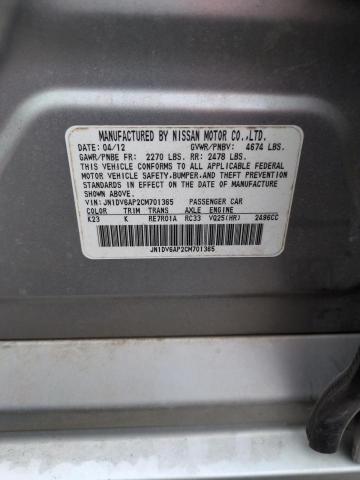 MANUFACTURED BY NISSAN MOTOR CO.,LTD.
DATE: 04/12 GVWR/PNBV: 4674 LBS.
GAWR/PNBE FR: 2270 LBS. RR: 2478 LBS.
THIS VEHICLE CONFORMS TO ALL APPLICABLE FEDERAL
MOTOR VEHICLE SAFETY,BUMPER,AND THEFT PREVENTION
STANDARDS IN EFFECT ON THE DATE OF MANUFACTURE
SHOWN ABOVE.
VIN: JN1DV6AP2CM701365 PASSENGER CAR
COLOR TRIM TRANS AXLE ENGINE
K23 K RE7R01A RC33 VQ25(HR) 2496CC
JN1DV6AP2CM701365